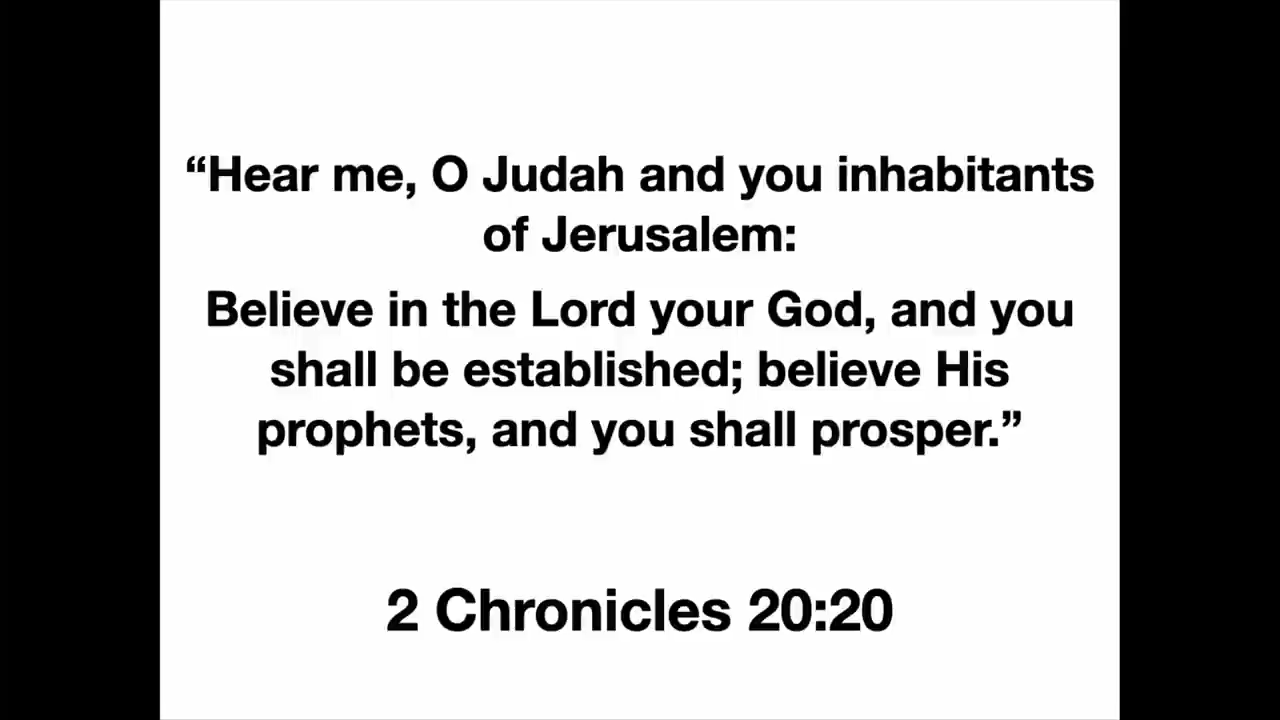 “Hear me, O Judah and you inhabitants
of Jerusalem:
Believe in the Lord your God, and you
shall be established; believe His
prophets, and you shall prosper.”
2 Chronicles 20:20